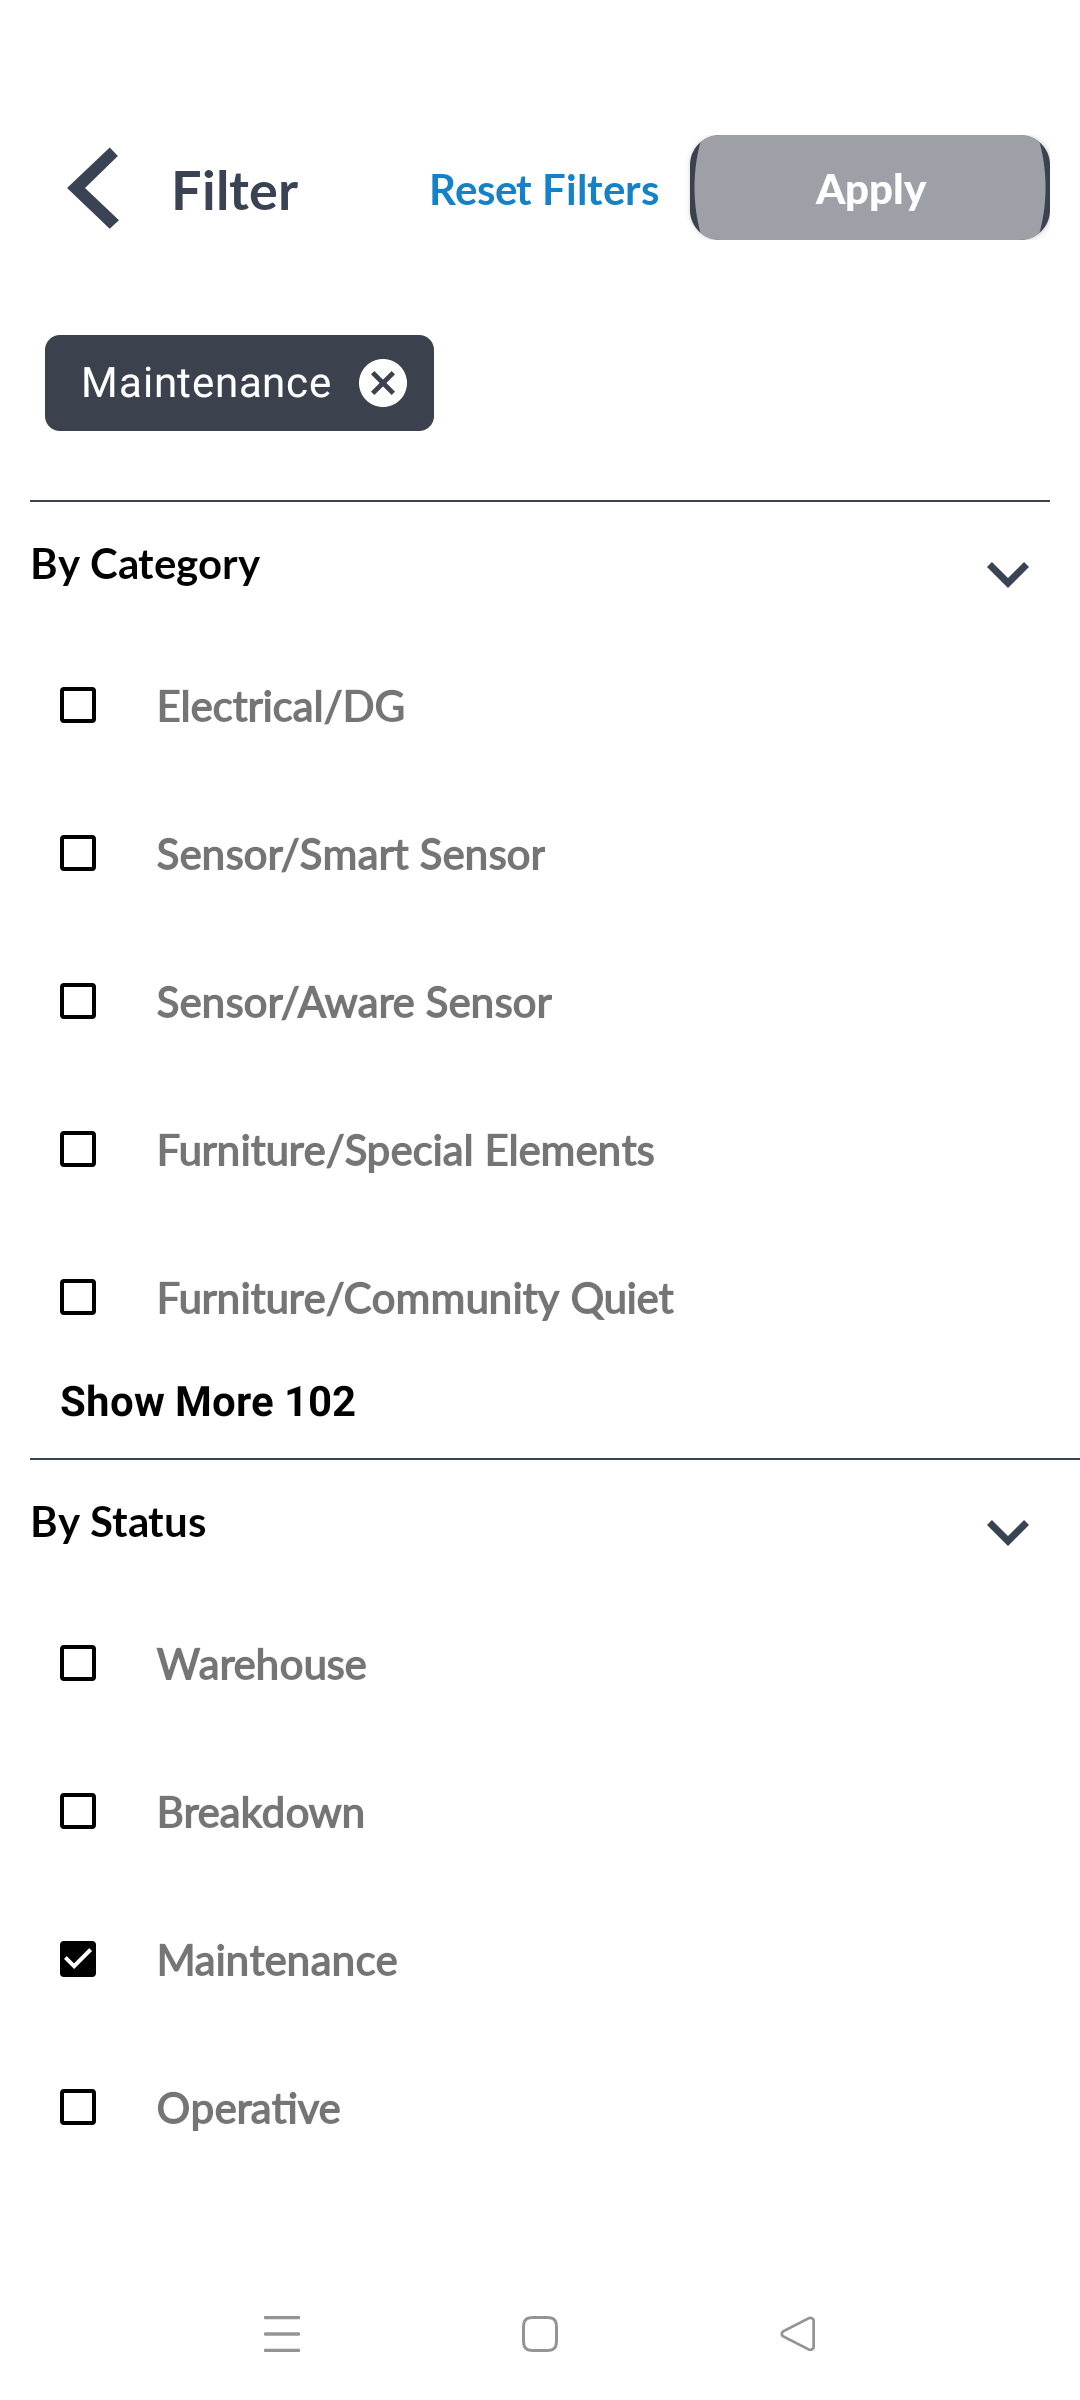 Filter
Reset Filters
Apply
Maintenance
By Category
Electrical/DG
Sensor/Smart Sensor
Sensor/Aware Sensor
Furniture/Special Elements
Furniture/Community Quiet
Show More 102
By Status
Warehouse
Breakdown
Maintenance
Operative